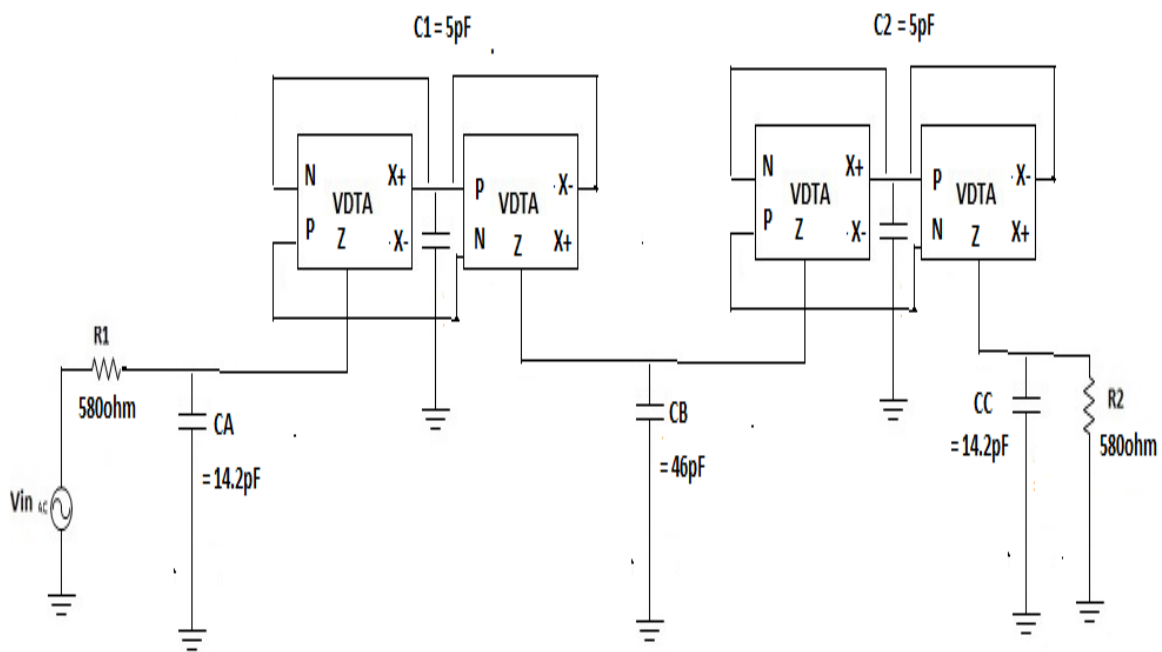 C1 = 5pF
C2 = 5pF
N X+ P X-
VDTA VDTA
P Z X- N Z X+
N X+ P X-
VDTA VDTA
P Z X- N Z X+
R1
580ohm
CA
= 14.2pF
CB
= 46pF
CC
= 14.2pF
R2
580ohm
Vin